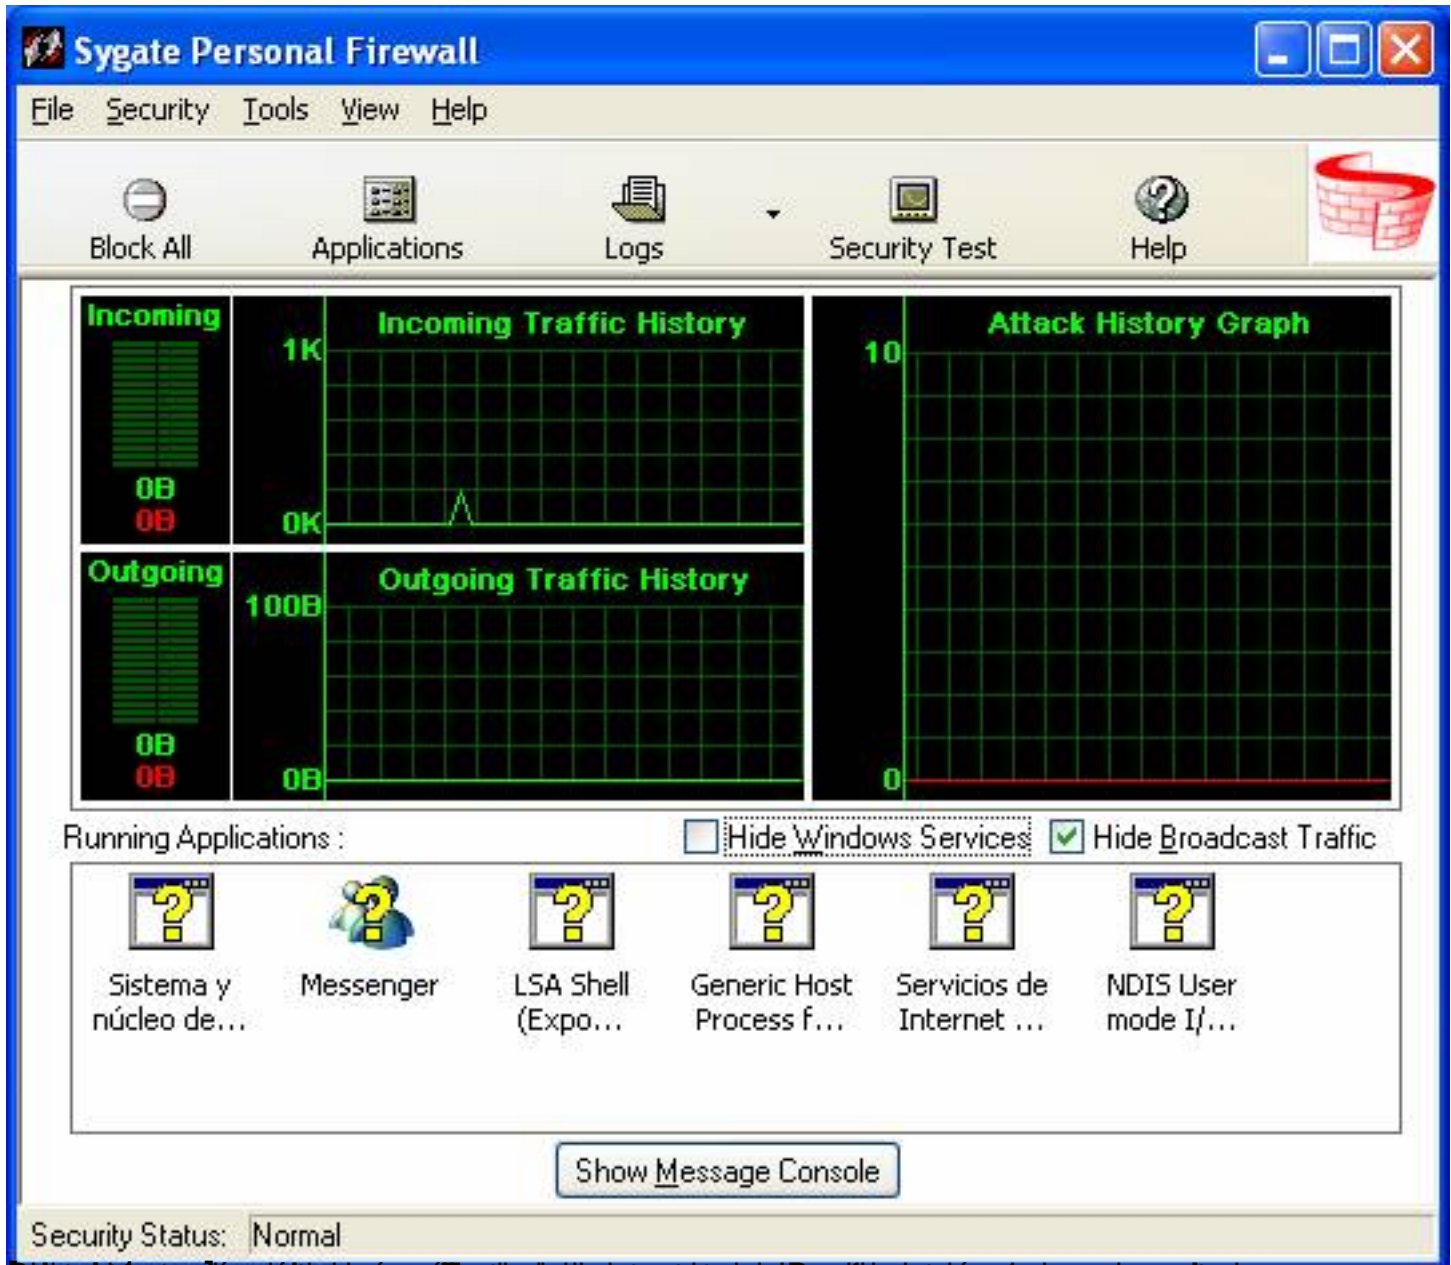 Sygate Personal Firewall
File Security Tools View Help
Block All Applications Logs Security Test Help
Incoming
0B
0B
1K
Incoming Traffic History
0K
Attack History Graph
10
0
Outgoing
0B
0B
100B
Outgoing Traffic History
0B
Running Applications :
Hide Windows Services
Hide Broadcast Traffic
Sistema y
núcleo de...
Messenger
LSA Shell
(Expo...
Generic Host
Process f...
Servicios de
Internet ...
NDIS User
mode I/...
Show Message Console
Security Status: Normal